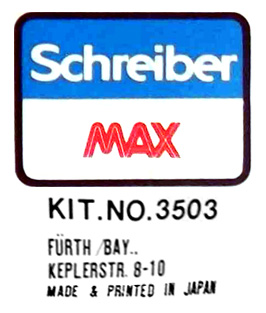 Schreiber
MAX
KIT.NO.3503
FÜRTH /BAY..
KEPLERSTR. 8-10
MADE & PRINTED IN JAPAN